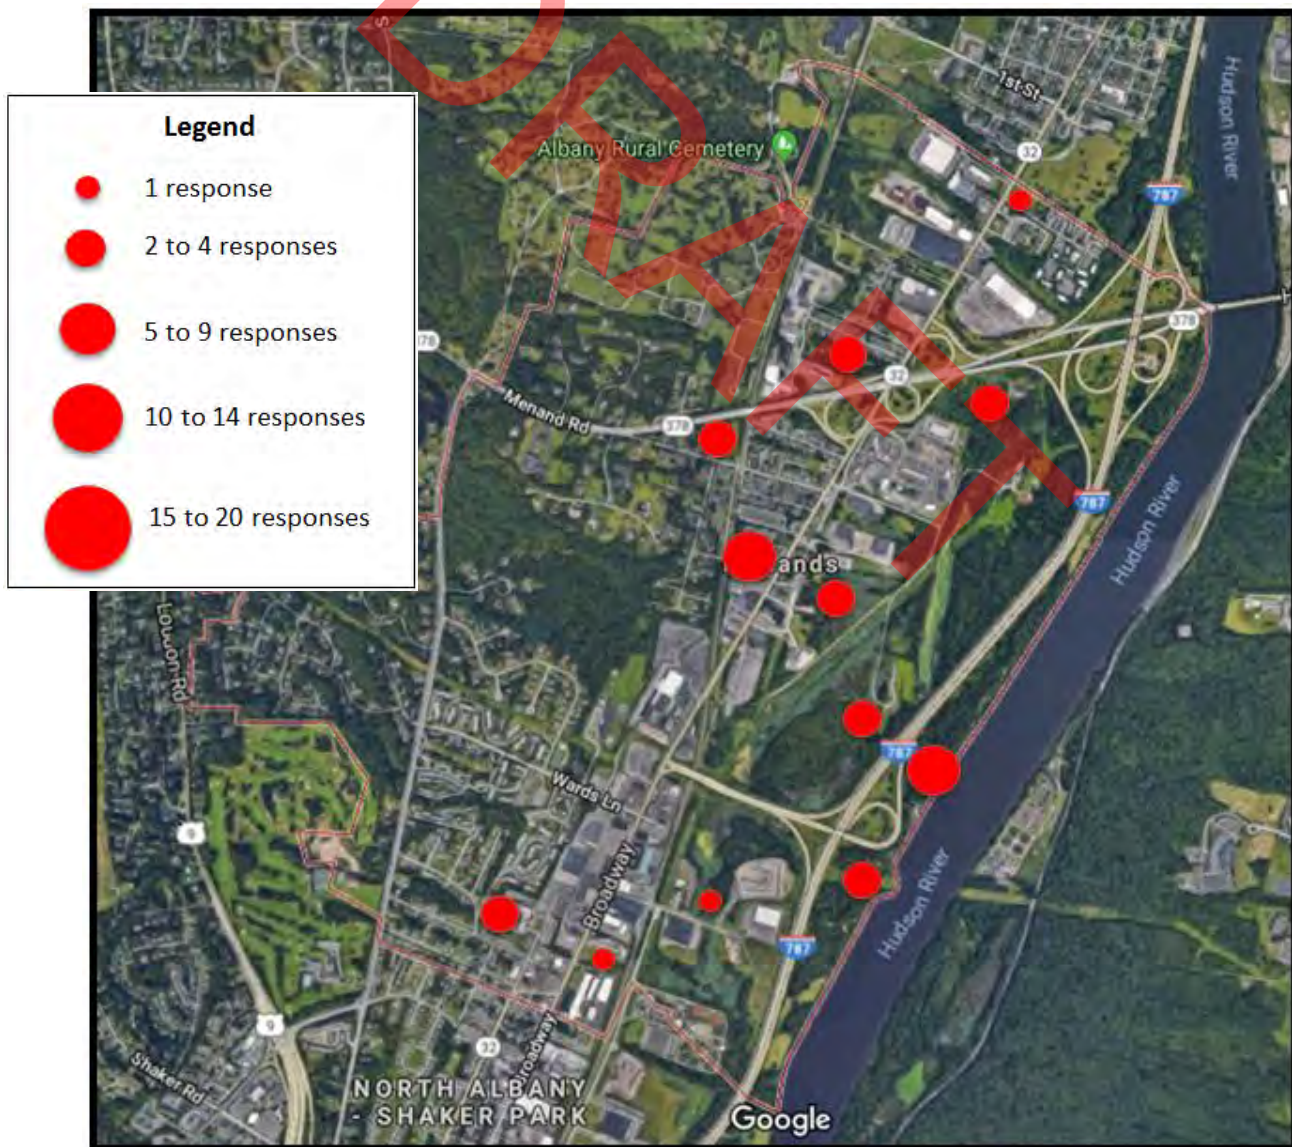 Legend
1 response
2 to 4 responses
5 to 9 responses
10 to 14 responses
15 to 20 responses
DRAFT
1st St
Hudson River
Albany Rural Cemetery
32
787
378
78
32
Menand Rd
378
787
Hudson River
ands
Loudon Rd
787
Wards Ln
9
Broadway
Hudson River
787
9
32
Broadway
Shaker Rd
NORTH ALBANY
- SHAKER PARK
Google